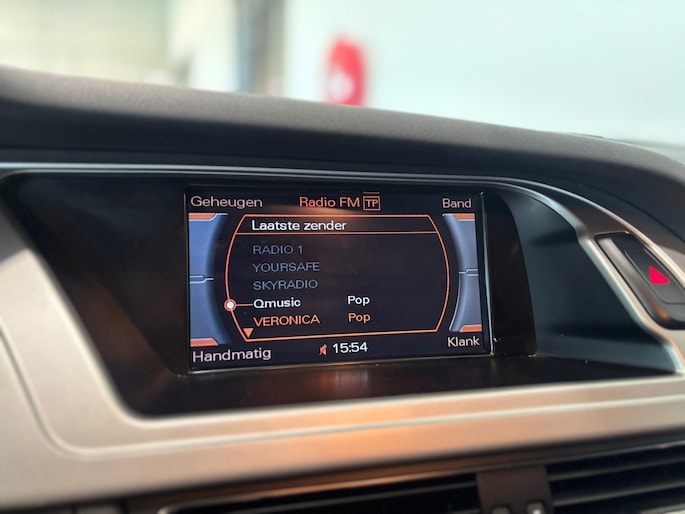 Geheugen Radio FM TP Band
Laatste zender
RADIO 1
YOURSAFE
SKYRADIO
Qmusic Pop
VERONICA Pop
Handmatig 15:54 Klank